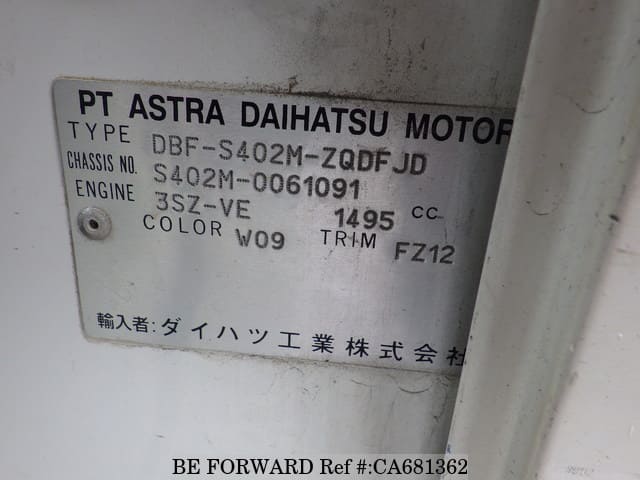 PT ASTRA DAIHATSU MOTOR
TYPE DBF-S402M-ZQDFJD
CHASSIS NO. S402M-0061091
ENGINE 3SZ-VE 1495 CC
COLOR W09 TRIM FZ12
輸入者: ダイハツ工業株式会社
BE FORWARD Ref #:CA681362